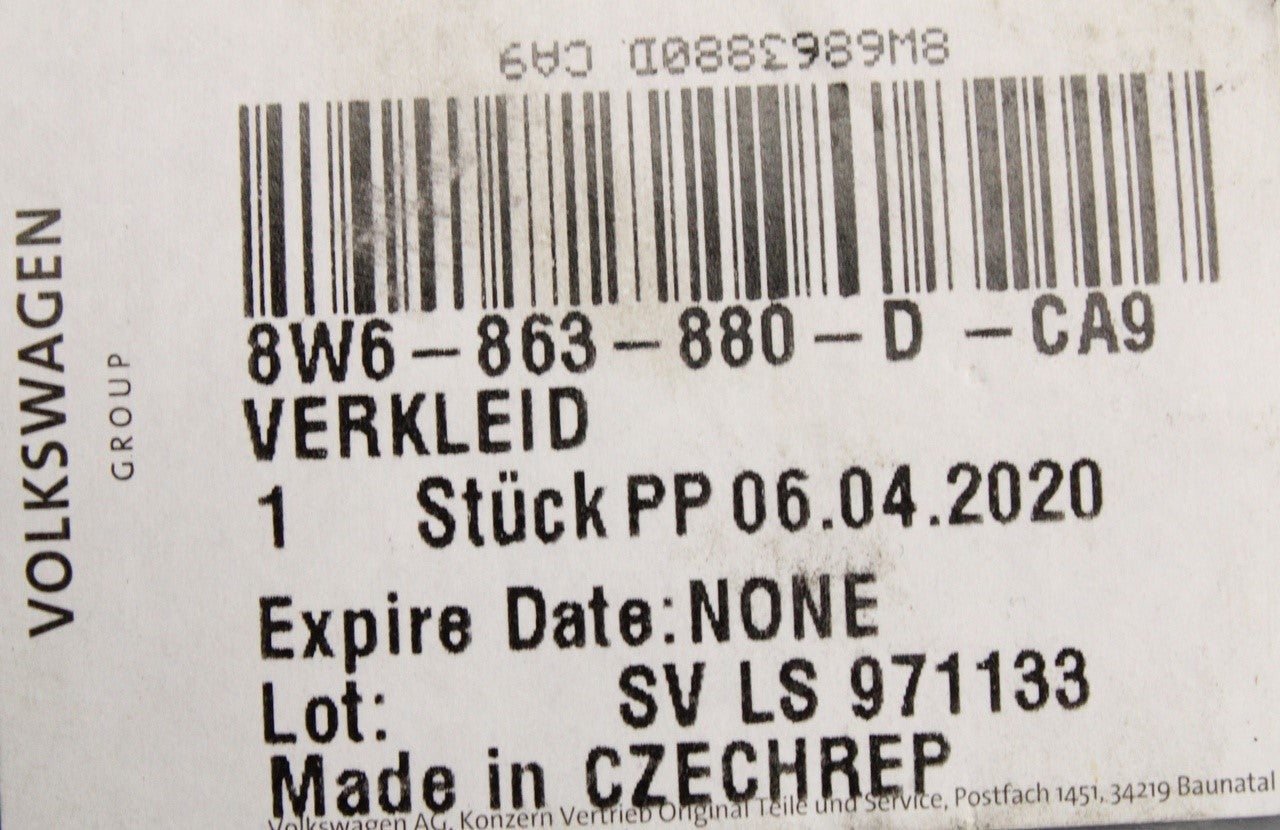 8W6863880D CA9
VOLKSWAGEN
GROUP
8W6-863-880-D -CA9
VERKLEID
1 Stück PP 06.04.2020
Expire Date:NONE
Lot: SV LS 971133
Made in CZECHREP
Volkswagen AG, Konzern Vertrieb Original Teile und Service, Postfach 1451, 34219 Baunatal